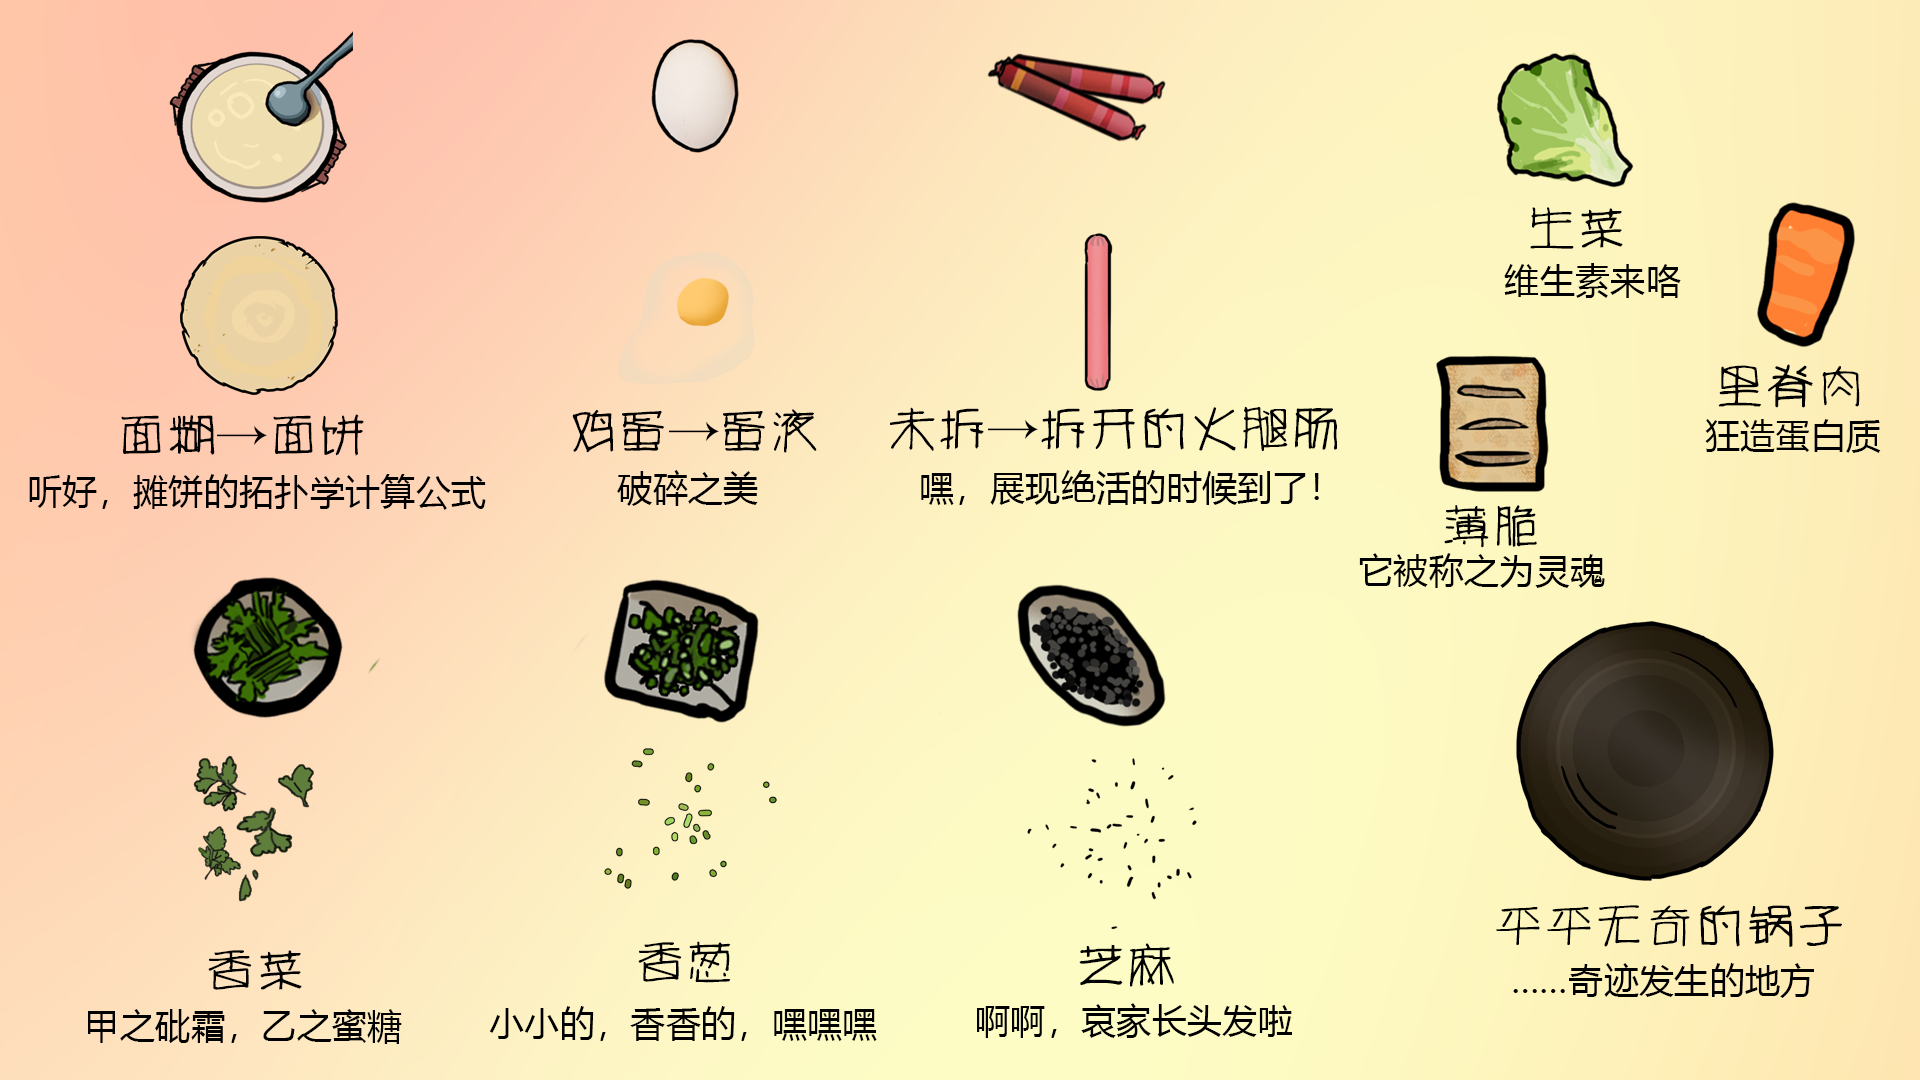 面糊→面饼
听好，摊饼的拓扑学计算公式
鸡蛋→蛋液
破碎之美
未拆→拆开的火腿肠
嘿，展现绝活的时候到了！
生菜
维生素来咯
里脊肉
狂造蛋白质
薄脆
它被称之为灵魂
香菜
甲之砒霜，乙之蜜糖
香葱
小小的，香香的，嘿嘿嘿
芝麻
啊啊，哀家长头发啦
平平无奇的锅子
……奇迹发生的地方